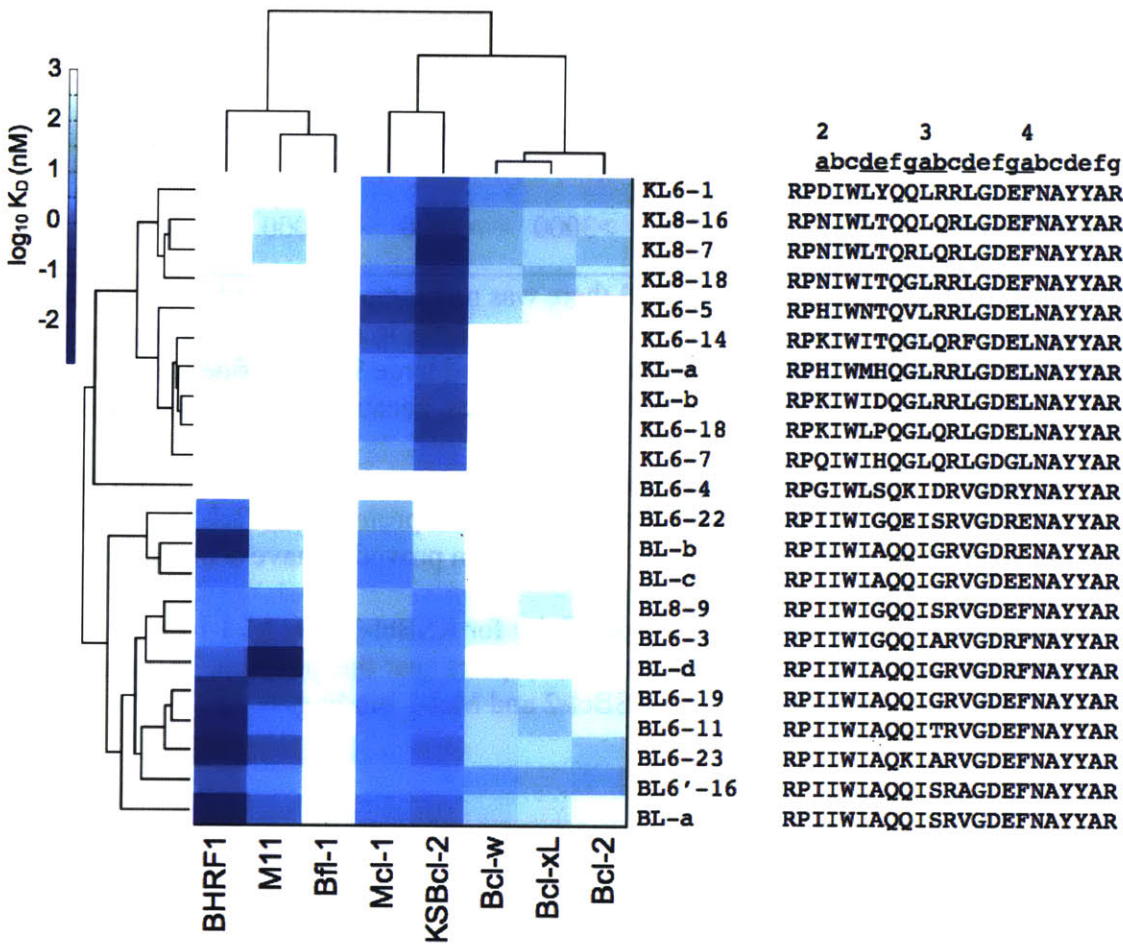 3
2
1
0
-1
-2
log10 KD (nM)
2 3 4
abcdefgabcdefgabcdefg
KL6-1 RPDIWLYQQLRRLGDEFNAYYAR
KL8-16 RPNIWLTQQLQRLGDEFNAYYAR
KL8-7 RPNIWLTQRLQRLGDEFNAYYAR
KL8-18 RPNIWITQGLRRLGDEFNAYYAR
KL6-5 RPHIWNTQVLRRLGDELNAYYAR
KL6-14 RPKIWITQGLQRFGDELNAYYAR
KL-a RPHIWMHQGLRRLGDELNAYYAR
KL-b RPKIWIDQGLRRLGDELNAYYAR
KL6-18 RPKIWLPQGLQRLGDELNAYYAR
KL6-7 RPQIWIHQGLQRLGDGLNAYYAR
BL6-4 RPGIWLSQKIDRVGDRYNAYYAR
BL6-22 RPIIWIGQEISRVGDRENAYYAR
BL-b RPIIWIAQQIGRVGDRENAYYAR
BL-c RPIIWIAQQIGRVGDEENAYYAR
BL8-9 RPIIWIGQQISRVGDEFNAYYAR
BL6-3 RPIIWIGQQIARVGDRFNAYYAR
BL-d RPIIWIAQQIGRVGDRFNAYYAR
BL6-19 RPIIWIAQQIGRVGDEFNAYYAR
BL6-11 RPIIWIAQQITRVGDEFNAYYAR
BL6-23 RPIIWIAQKIARVGDEFNAYYAR
BL6'-16 RPIIWIAQQISRAGDEFNAYYAR
BL-a RPIIWIAQQISRVGDEFNAYYAR
BHRF1
M11
Bfl-1
Mcl-1
KSBcl-2
Bcl-w
Bcl-xL
Bcl-2